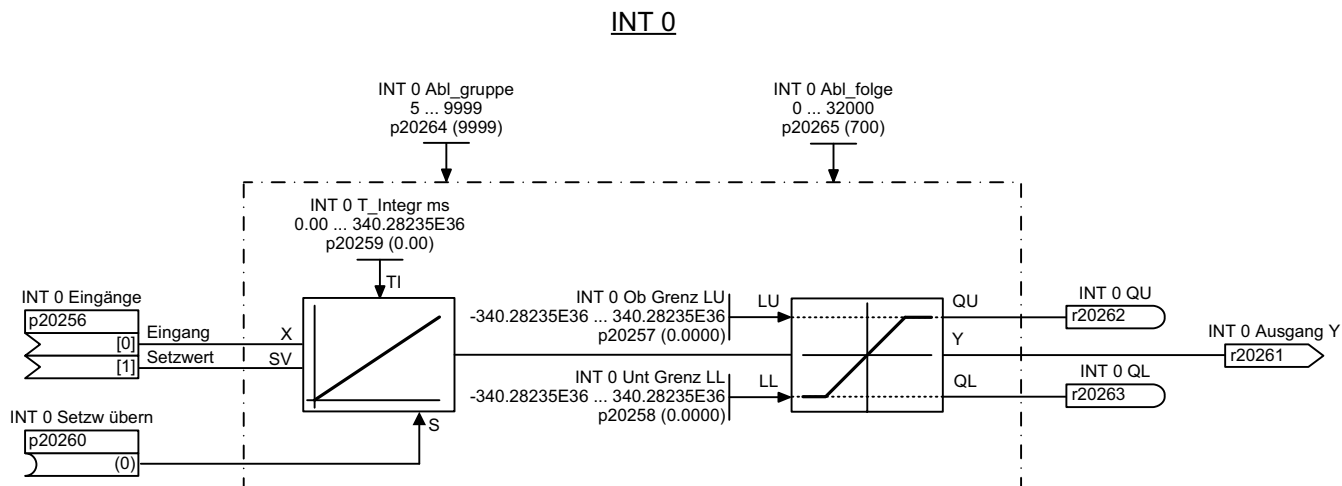 INT 0
INT 0 Abl_gruppe
5 ... 9999
p20264 (9999)
INT 0 Abl_folge
0 ... 32000
p20265 (700)
INT 0 T_Integr ms
0.00 ... 340.28235E36
p20259 (0.00)
TI
INT 0 Eingänge
p20256
[0]
[1]
Eingang
Setzwert
X
SV
INT 0 Setzw übern
p20260
(0)
S
INT 0 Ob Grenz LU
-340.28235E36 ... 340.28235E36
p20257 (0.0000)
LU
INT 0 Unt Grenz LL
-340.28235E36 ... 340.28235E36
p20258 (0.0000)
LL
QU
Y
QL
INT 0 QU
r20262
INT 0 Ausgang Y
r20261
INT 0 QL
r20263